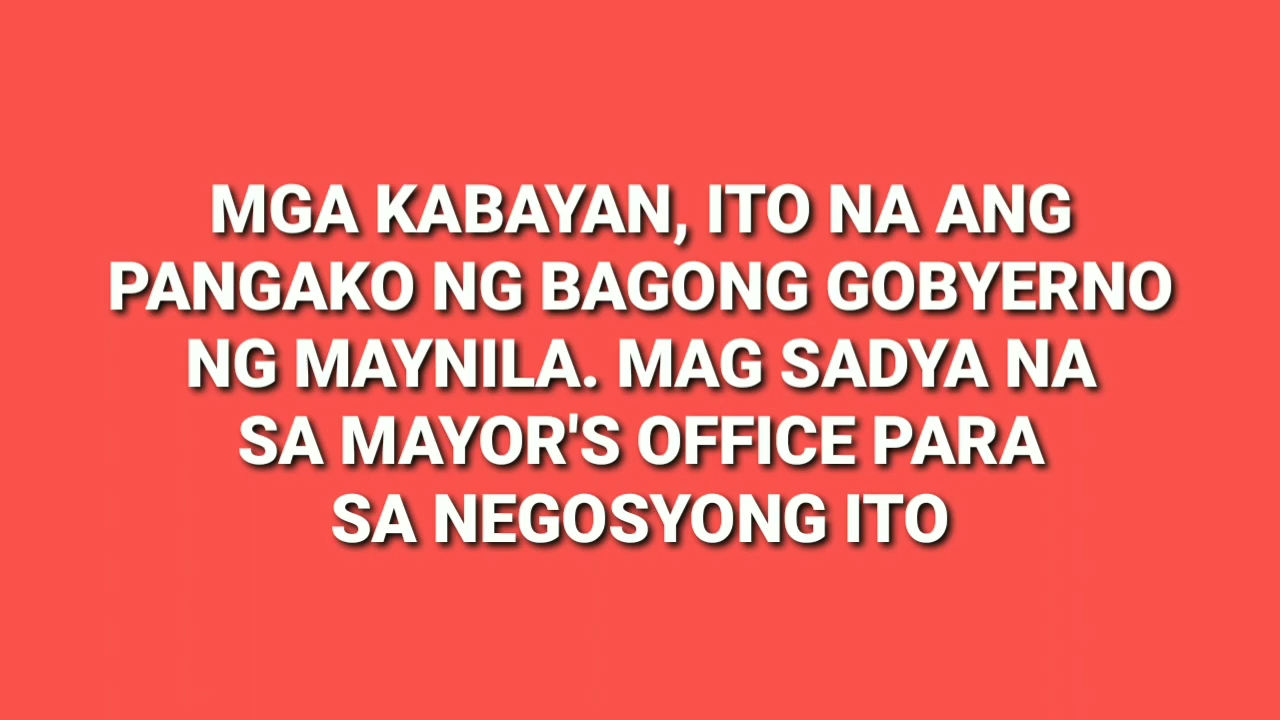 MGA KABAYAN, ITO NA ANG
PANGAKO NG BAGONG GOBYERNO
NG MAYNILA. MAG SADYA NA
SA MAYOR'S OFFICE PARA
SA NEGOSYONG ITO